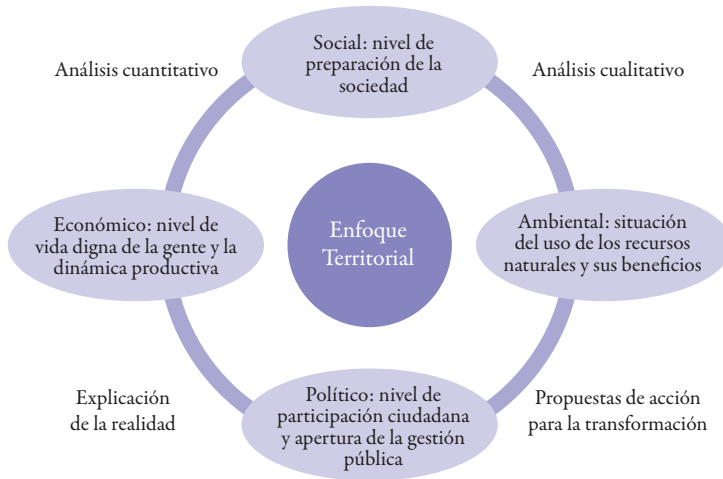 Social: nivel de
preparación de la
sociedad
Análisis cuantitativo
Análisis cualitativo
Económico: nivel de
vida digna de la gente y la
dinámica productiva
Enfoque
Territorial
Ambiental: situación
del uso de los recursos
naturales y sus beneficios
Explicación
de la realidad
Político: nivel de
participación ciudadana
y apertura de la gestión
pública
Propuestas de acción
para la transformación